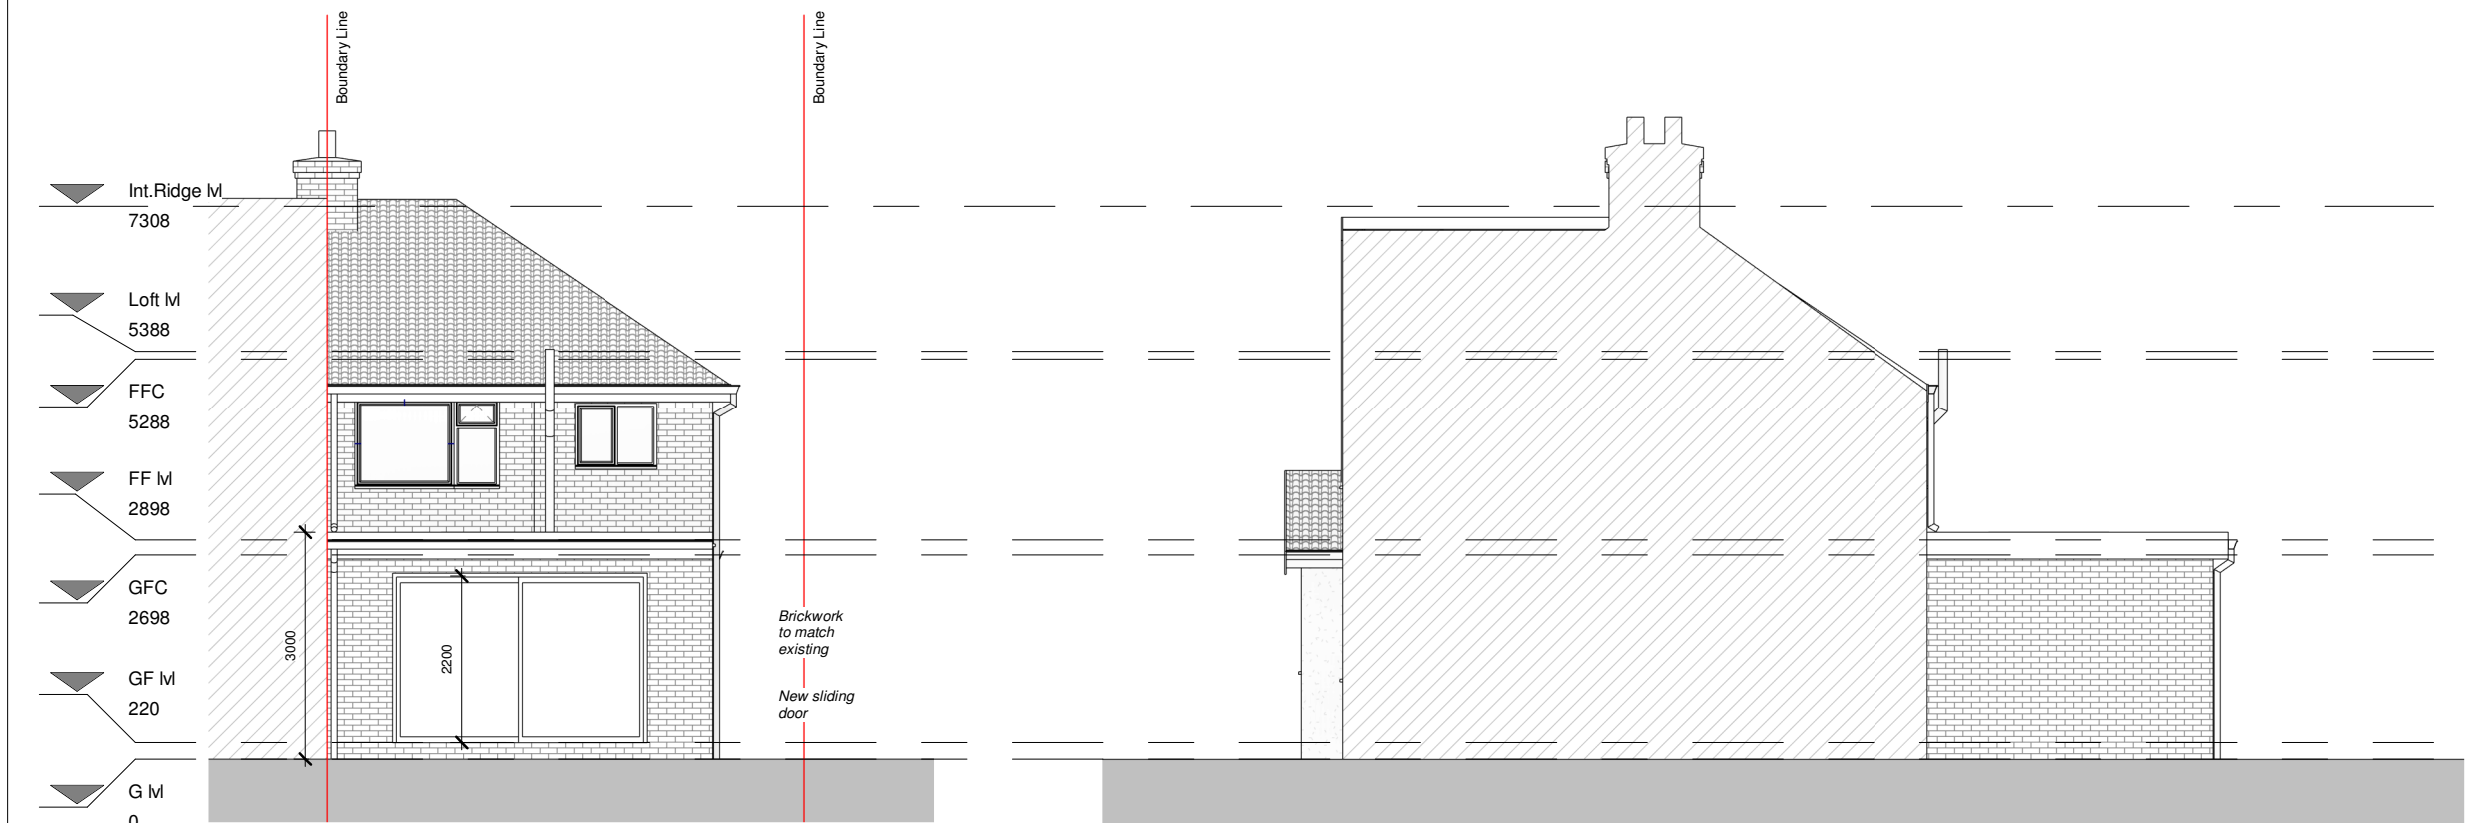 Boundary Line
Boundary Line
Int.Ridge lvl
7308
Loft lvl
5388
FFC
5288
FF lvl
2898
GFC
2698
GF lvl
220
G lvl
0
3000
2200
Brickwork
to match
existing
New sliding
door